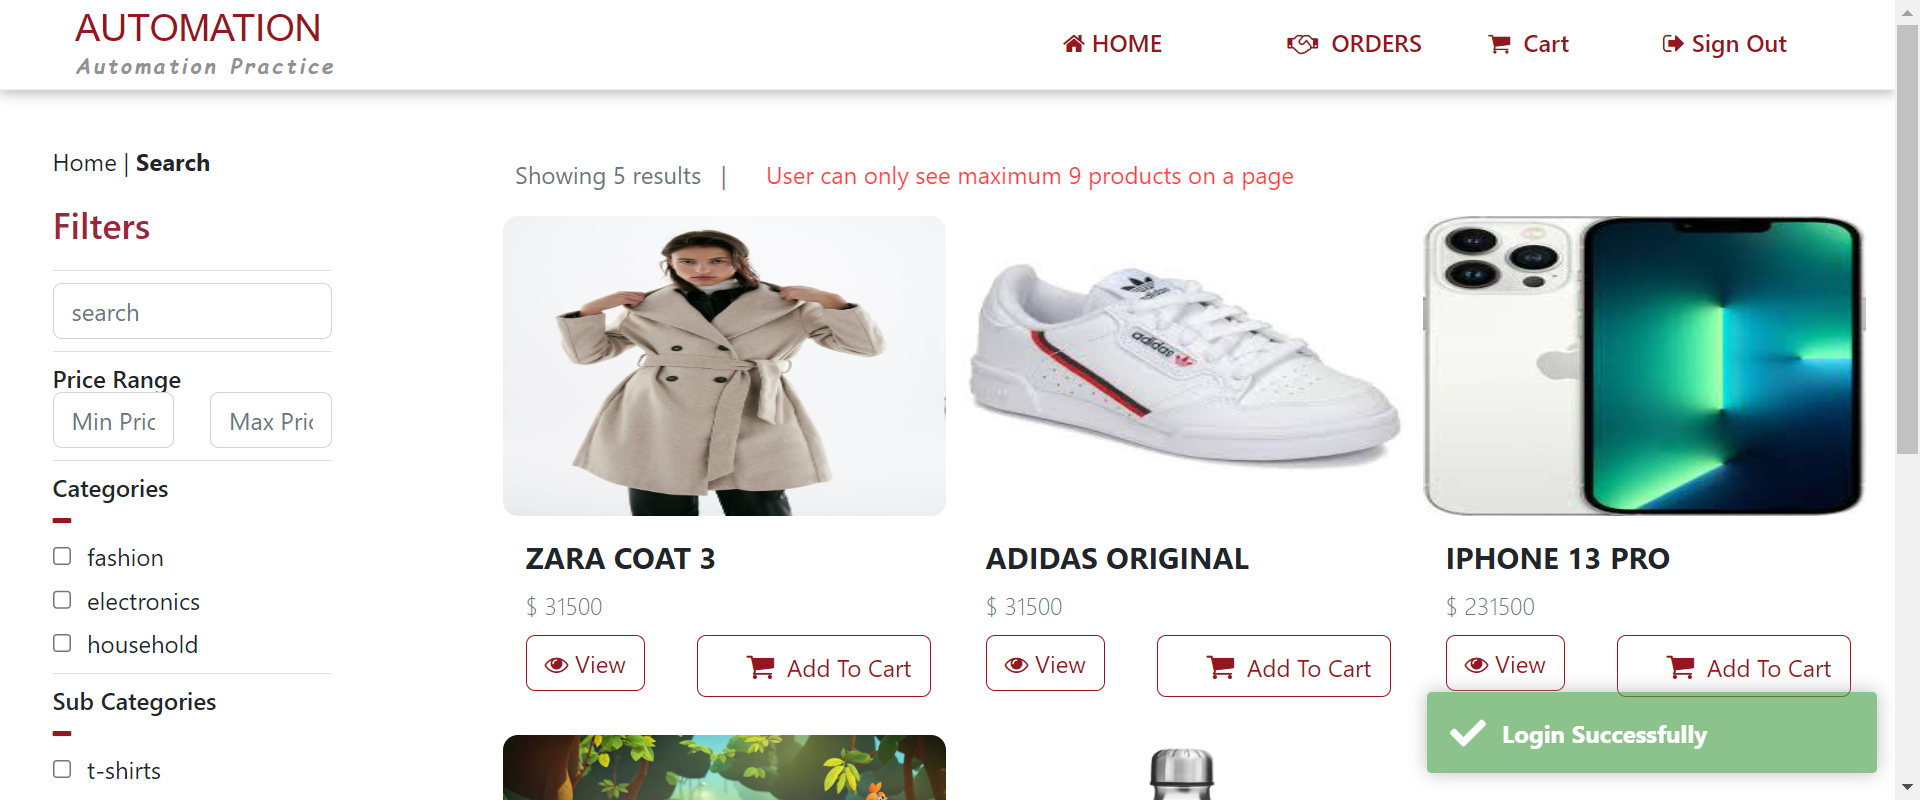 AUTOMATION
Automation Practice
HOME
ORDERS
Cart
Sign Out
Home | Search
Showing 5 results |
User can only see maximum 9 products on a page
Filters
search
Price Range
Min Pric
Max Pric
Categories
fashion
electronics
household
Sub Categories
t-shirts
adidas
ZARA COAT 3
$ 31500
View
Add To Cart
ADIDAS ORIGINAL
$ 31500
View
Add To Cart
IPHONE 13 PRO
$ 231500
View
Add To Cart
Login Successfully